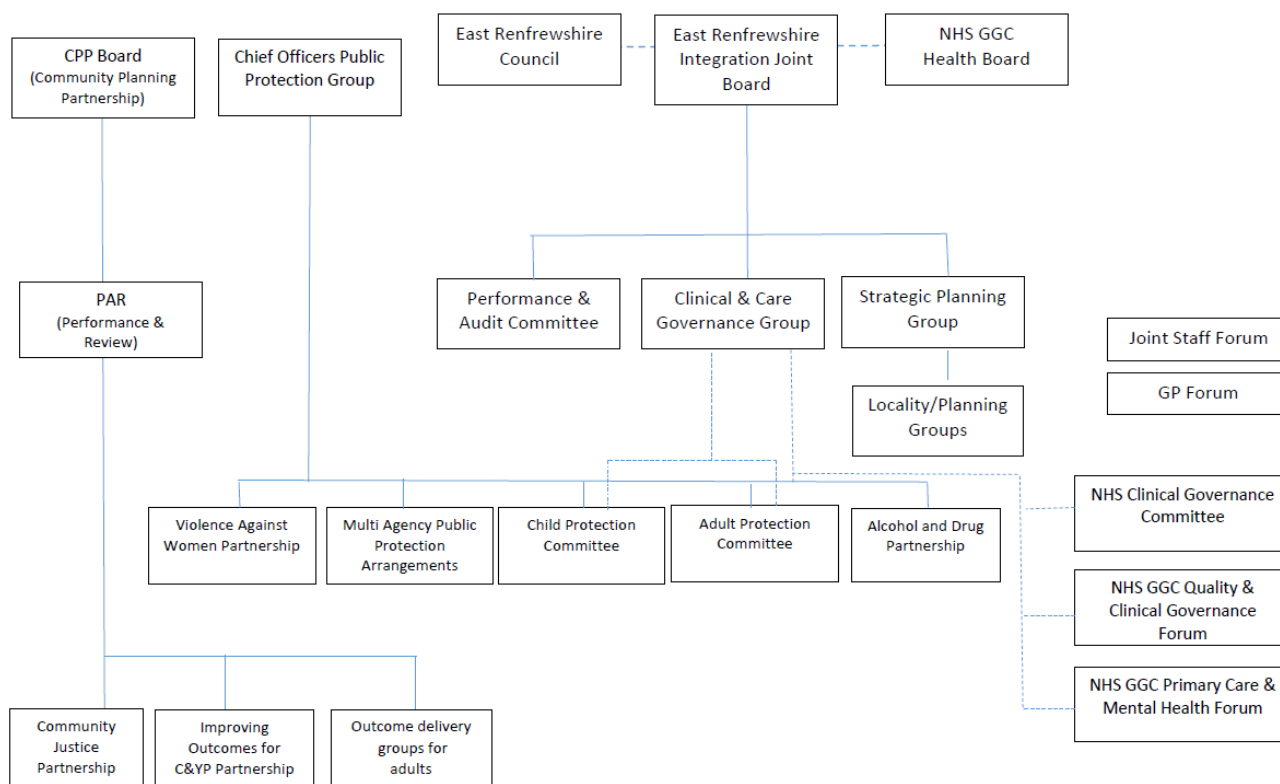 CPP Board
(Community Planning
Partnership)
Chief Officers Public
Protection Group
East Renfrewshire
Council
East Renfrewshire
Integration Joint
Board
NHS GGC
Health Board
PAR
(Performance &
Review)
Performance &
Audit Committee
Clinical & Care
Governance Group
Strategic Planning
Group
Joint Staff Forum
GP Forum
Locality/Planning
Groups
Violence Against
Women Partnership
Multi Agency Public
Protection
Arrangements
Child Protection
Committee
Adult Protection
Committee
Alcohol and Drug
Partnership
NHS Clinical Governance
Committee
NHS GGC Quality &
Clinical Governance
Forum
NHS GGC Primary Care &
Mental Health Forum
Community
Justice
Partnership
Improving
Outcomes for
C&YP Partnership
Outcome delivery
groups for
adults